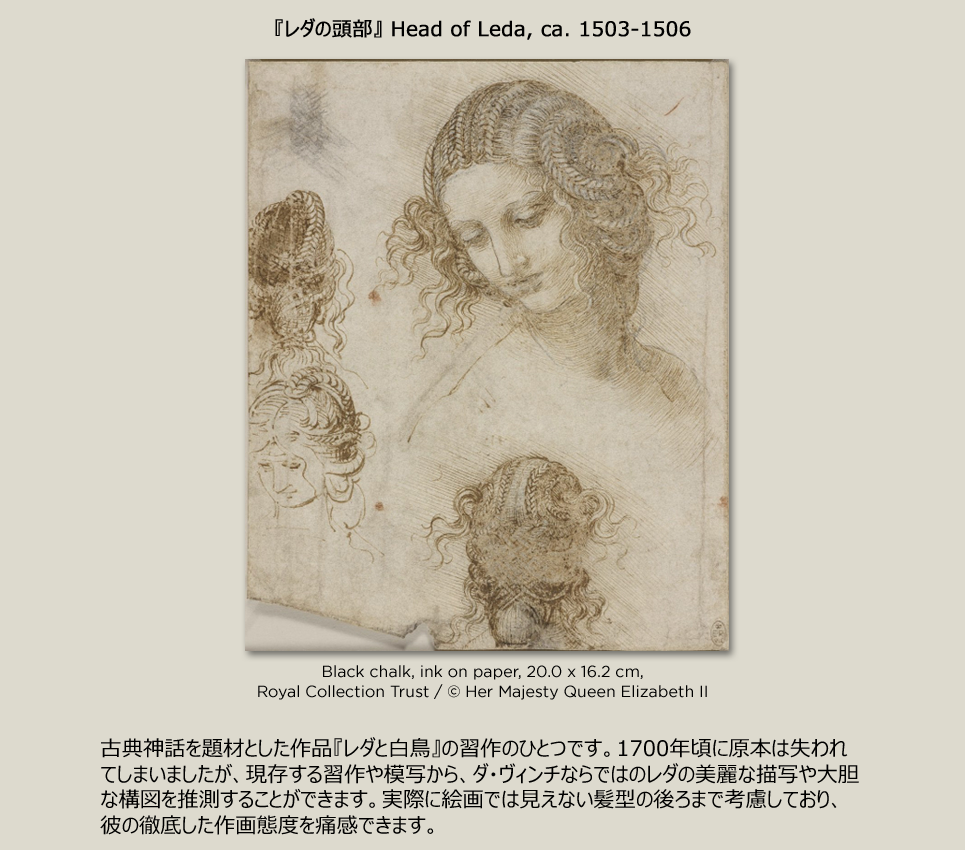 『レダの頭部』 Head of Leda, ca. 1503-1506
Black chalk, ink on paper, 20.0 x 16.2 cm,
Royal Collection Trust / © Her Majesty Queen Elizabeth II
古典神話を題材とした作品『レダと白鳥』の習作のひとつです。1700年頃に原本は失われ
てしまいましたが、現存する習作や模写から、ダ・ヴィンチならではのレダの美麗な描写や大胆
な構図を推測することができます。実際に絵画では見えない髪型の後ろまで考慮しており、
彼の徹底した作画態度を痛感できます。